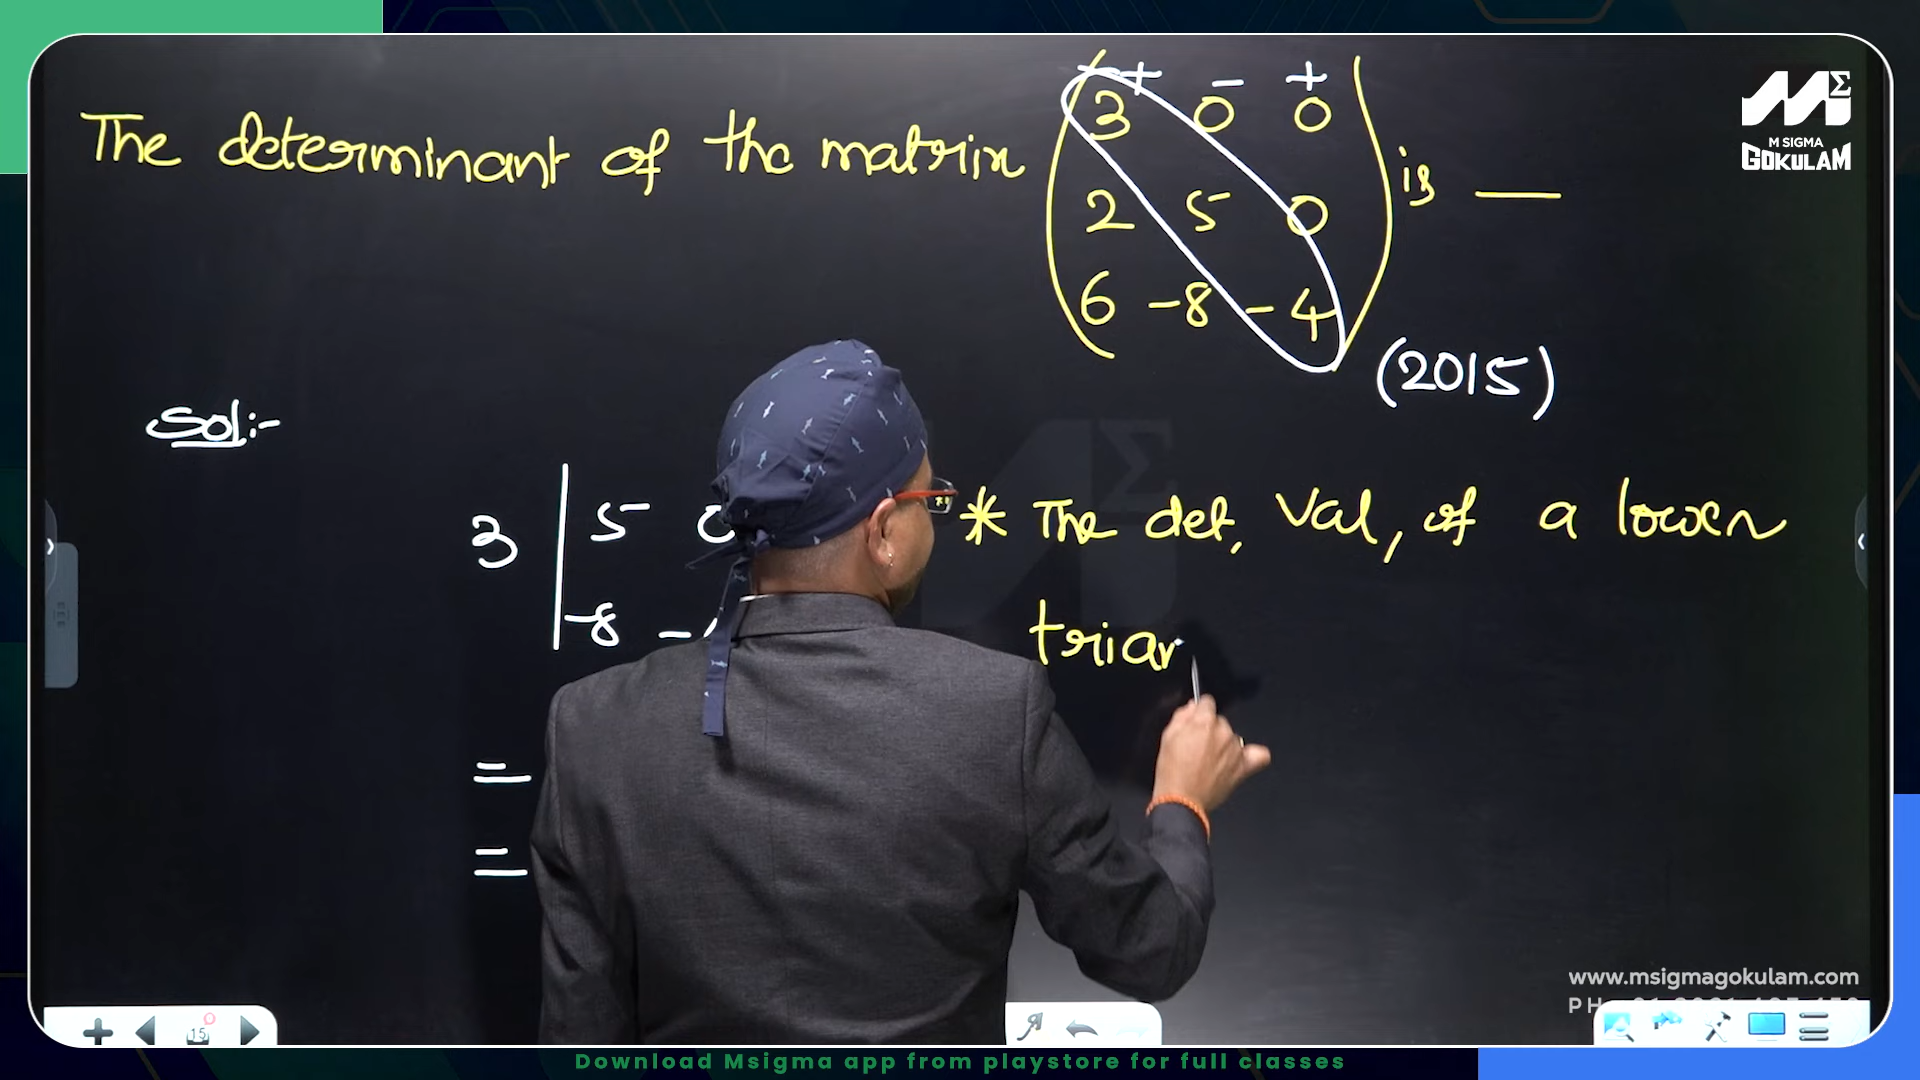 The determinant of the matrix
+ - +
3 0 0
2 5 0
6 -8 -4
is ___
(2015)
Sol:-
3 | 5
-8 -
=
=
* The det, Val, of a lower
trian
M Σ
M SIGMA
GOKULAM
www.msigmagokulam.com
15
Download Msigma app from playstore for full classes